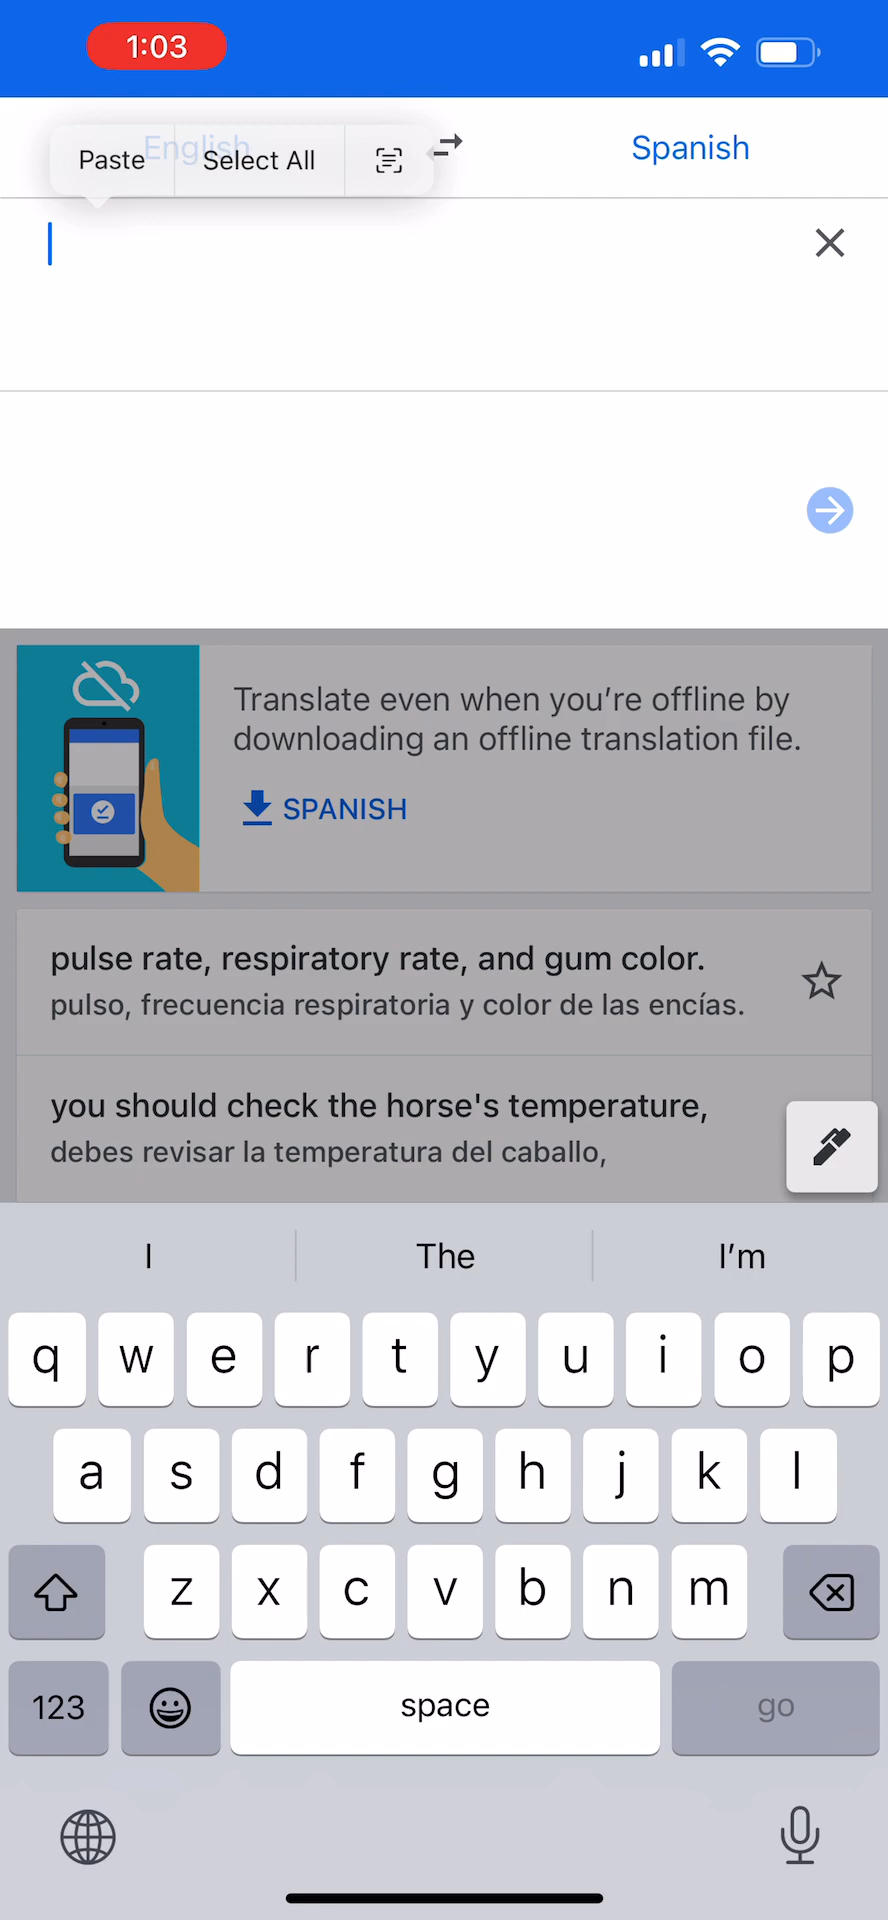 1:03
English
Paste
Select All
Spanish
Translate even when you’re offline by
downloading an offline translation file.
SPANISH
pulse rate, respiratory rate, and gum color.
pulso, frecuencia respiratoria y color de las encías.
you should check the horse's temperature,
debes revisar la temperatura del caballo,
I
The
I’m
q w e r t y u i o p
a s d f g h j k l
z x c v b n m
123
space
go